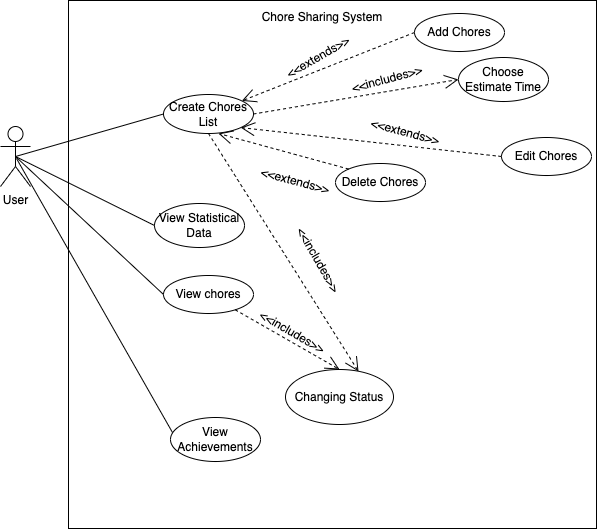 Chore Sharing System
Add Chores
<<extends>>
<<includes>>
Choose
Estimate Time
Create Chores
List
<<extends>>
Edit Chores
User
<<extends>>
Delete Chores
View Statistical
Data
<<includes>>
View chores
<<includes>>
Changing Status
View
Achievements